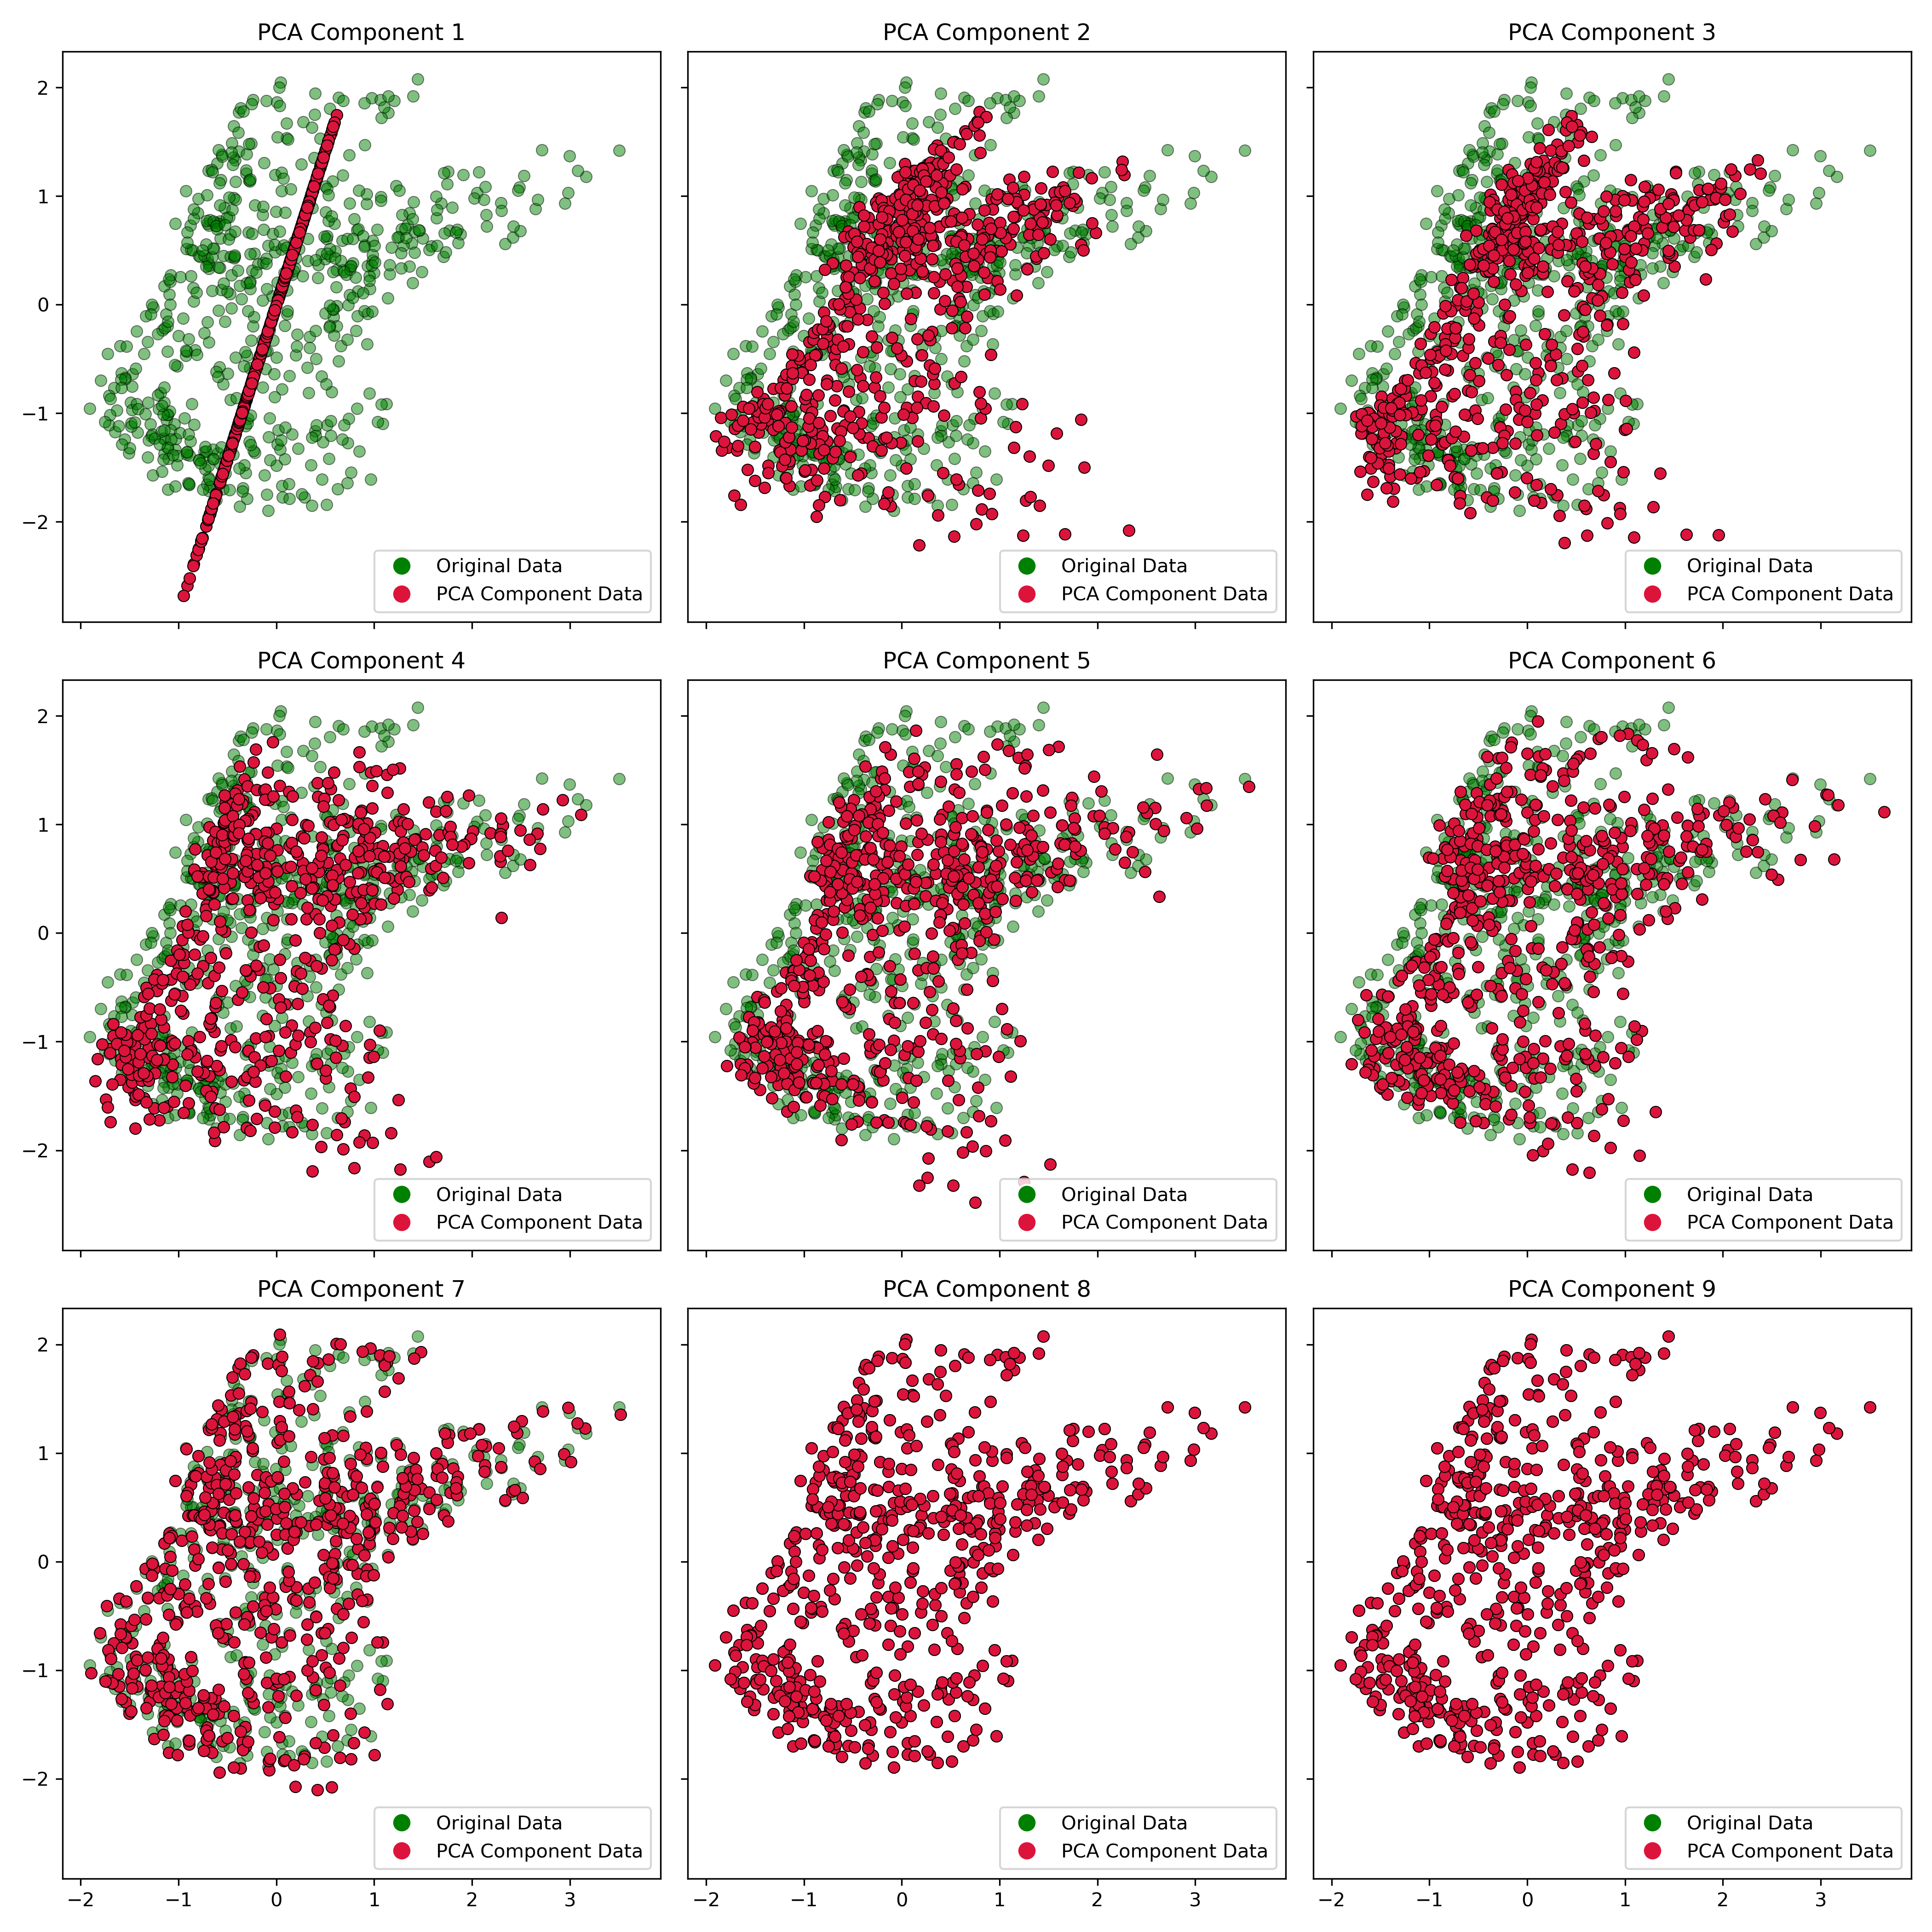 PCA Component 1
PCA Component 2
PCA Component 3
2
1
0
−1
−2
Original Data
PCA Component Data
Original Data
PCA Component Data
Original Data
PCA Component Data
PCA Component 4
PCA Component 5
PCA Component 6
2
1
0
−1
−2
Original Data
PCA Component Data
Original Data
PCA Component Data
Original Data
PCA Component Data
PCA Component 7
PCA Component 8
PCA Component 9
2
1
0
−1
−2
Original Data
PCA Component Data
Original Data
PCA Component Data
Original Data
PCA Component Data
−2 −1 0 1 2 3
−2 −1 0 1 2 3
−2 −1 0 1 2 3